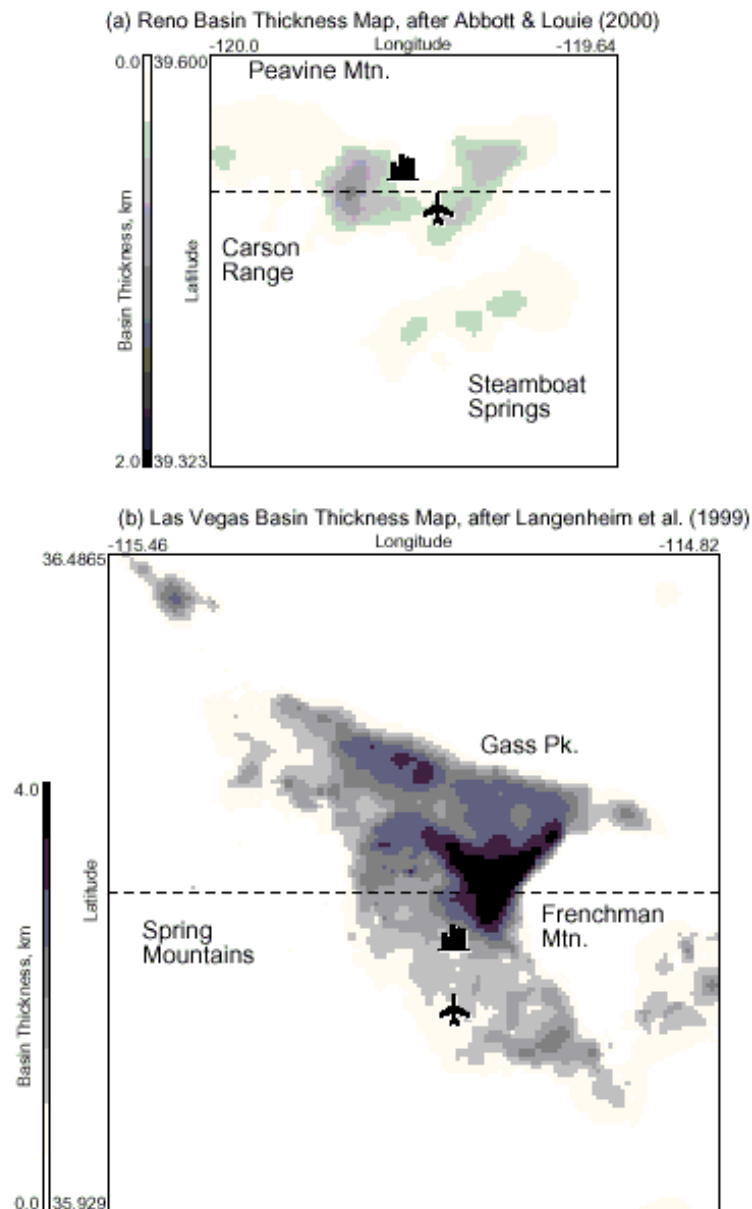 (a) Reno Basin Thickness Map, after Abbott & Louie (2000)
-120.0 Longitude -119.64
0.0 39.600
Peavine Mtn.
Basin Thickness, km
Latitude
Carson
Range
Steamboat
Springs
2.0 39.323
(b) Las Vegas Basin Thickness Map, after Langenheim et al. (1999)
-115.46 Longitude -114.82
36.4865
Gass Pk.
4.0
Basin Thickness, km
Latitude
Spring
Mountains
Frenchman
Mtn.
0.0 35.929